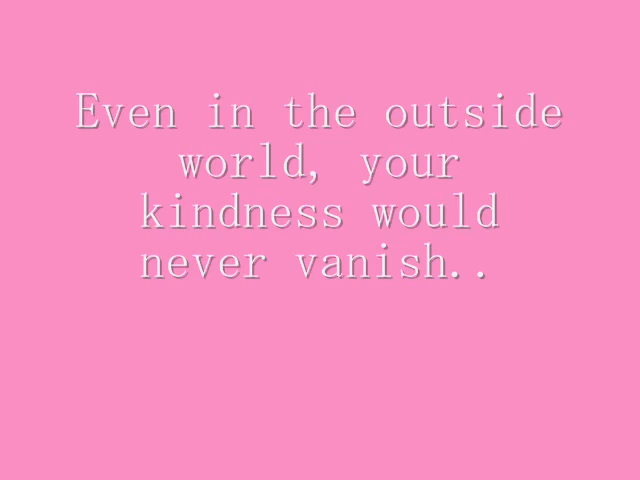 Even in the outside
world, your
kindness would
never vanish..